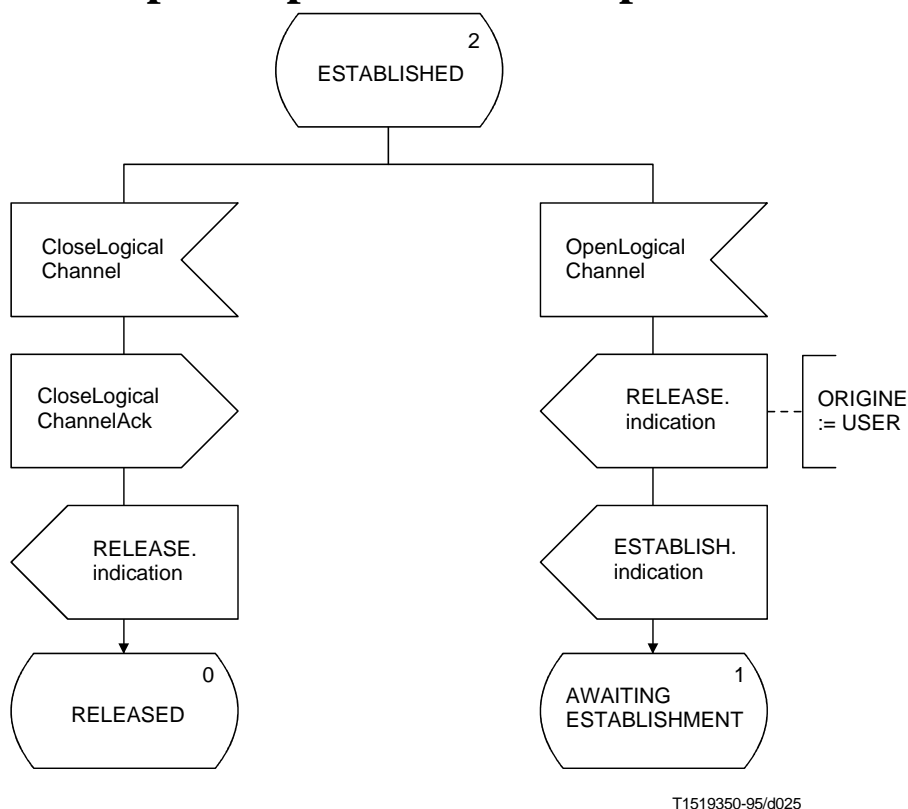 2
ESTABLISHED
CloseLogical
Channel
OpenLogical
Channel
CloseLogical
ChannelAck
RELEASE.
indication
ORIGINE
:= USER
RELEASE.
indication
ESTABLISH.
indication
0
RELEASED
1
AWAITING
ESTABLISHMENT
T1519350-95/d025